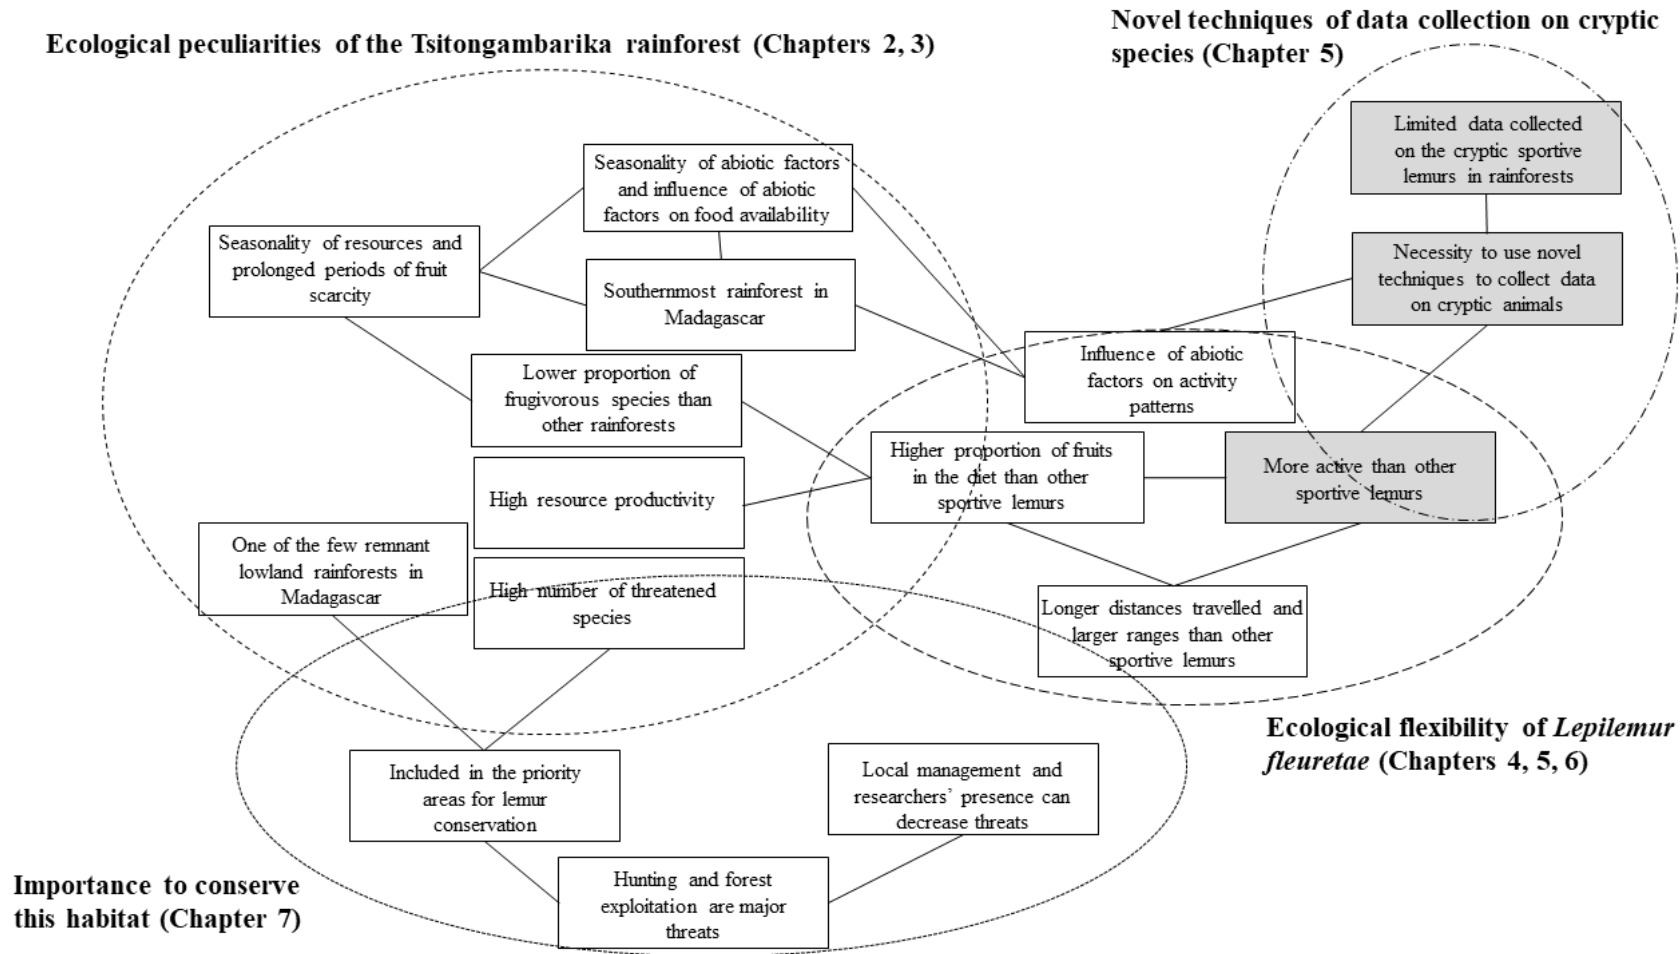 Novel techniques of data collection on cryptic
species (Chapter 5)
Ecological peculiarities of the Tsitongambarika rainforest (Chapters 2, 3)
Limited data collected
on the cryptic sportive
lemurs in rainforests
Seasonality of abiotic factors
and influence of abiotic
factors on food availability
Seasonality of resources and
prolonged periods of fruit
scarcity
Necessity to use novel
techniques to collect data
on cryptic animals
Southernmost rainforest in
Madagascar
Influence of abiotic
factors on activity
patterns
Lower proportion of
frugivorous species than
other rainforests
Higher proportion of fruits
in the diet than other
sportive lemurs
More active than other
sportive lemurs
High resource productivity
One of the few remnant
lowland rainforests in
Madagascar
High number of threatened
species
Longer distances travelled and
larger ranges than other
sportive lemurs
Ecological flexibility of Lepilemur
fleuretae (Chapters 4, 5, 6)
Included in the priority
areas for lemur
conservation
Local management and
researchers’ presence can
decrease threats
Importance to conserve
this habitat (Chapter 7)
Hunting and forest
exploitation are major
threats